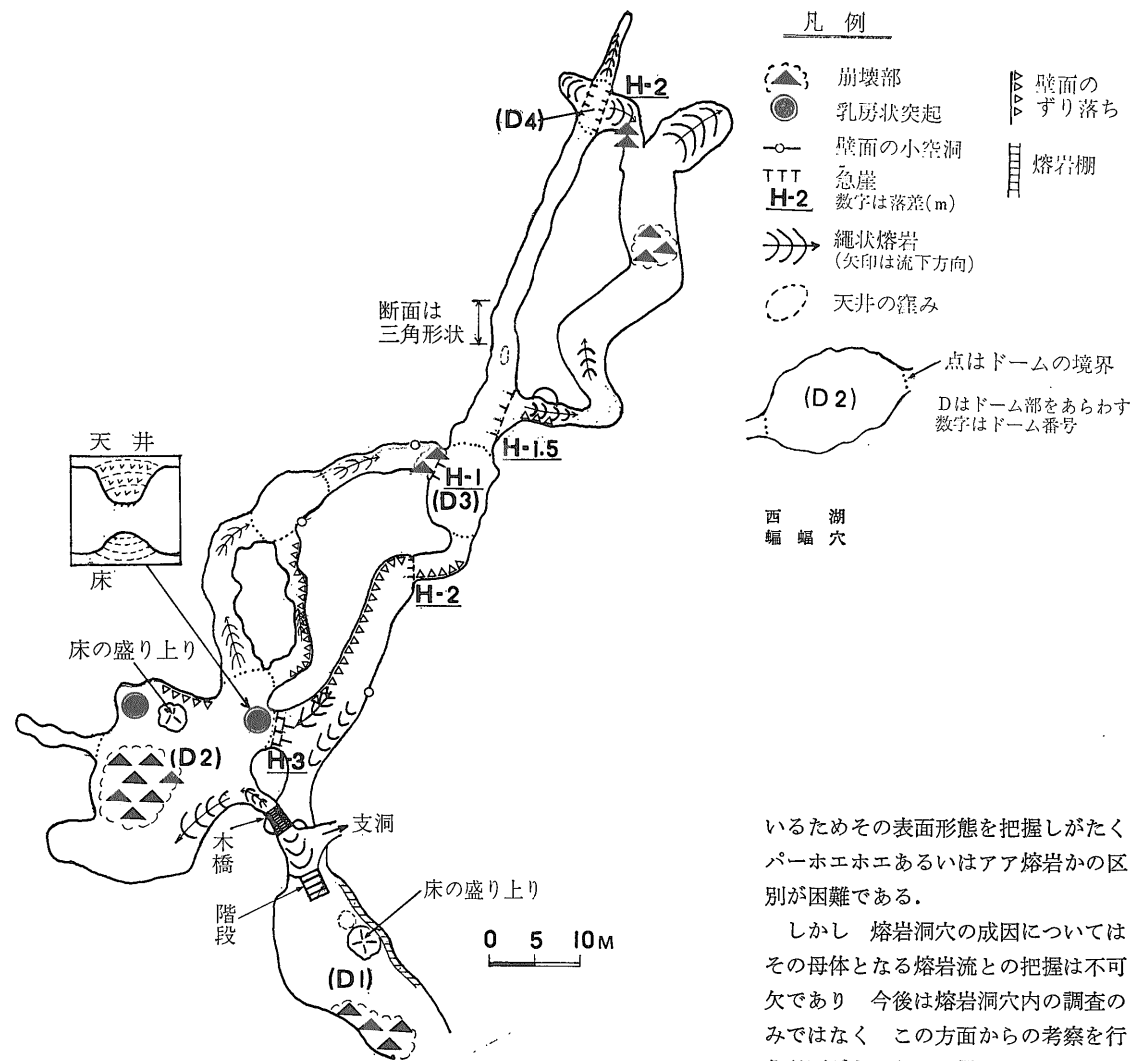 凡例
崩壊部
乳房状突起
壁面の小空洞
TTT 急崖
H-2 数字は落差(m)
縄状熔岩
(矢印は流下方向)
天井の窪み
壁面の
ずり落ち
熔岩棚
(D2)
点はドームの境界
Dはドーム部をあらわす
数字はドーム番号
西湖
蝙蝠穴
H-2
(D4)
断面は
三角形状
H-1.5
H-1
(D3)
H-2
天井
床
床の盛り上り
(D2)
H-3
木橋
支洞
階段
床の盛り上り
(D1)
0 5 10M
いるためその表面形態を把握しがたく
パーホエホエあるいはアア熔岩かの区
別が困難である.
しかし 熔岩洞穴の成因については
その母体となる熔岩流との把握は不可
欠であり 今後は熔岩洞穴内の調査の
みではなく この方面からの考察を行